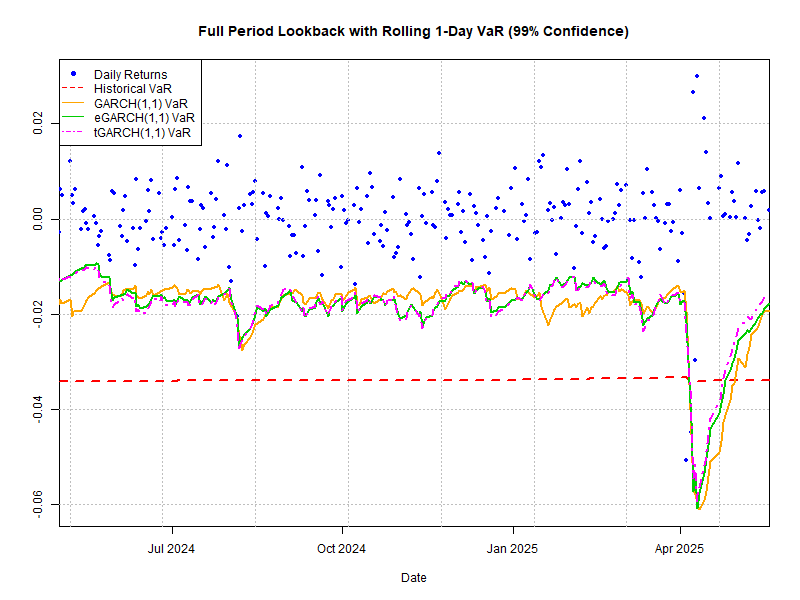 Full Period Lookback with Rolling 1-Day VaR (99% Confidence)
Daily Returns
Historical VaR
GARCH(1,1) VaR
eGARCH(1,1) VaR
tGARCH(1,1) VaR
0.02
0.00
-0.02
-0.04
-0.06
Jul 2024 Oct 2024 Jan 2025 Apr 2025
Date